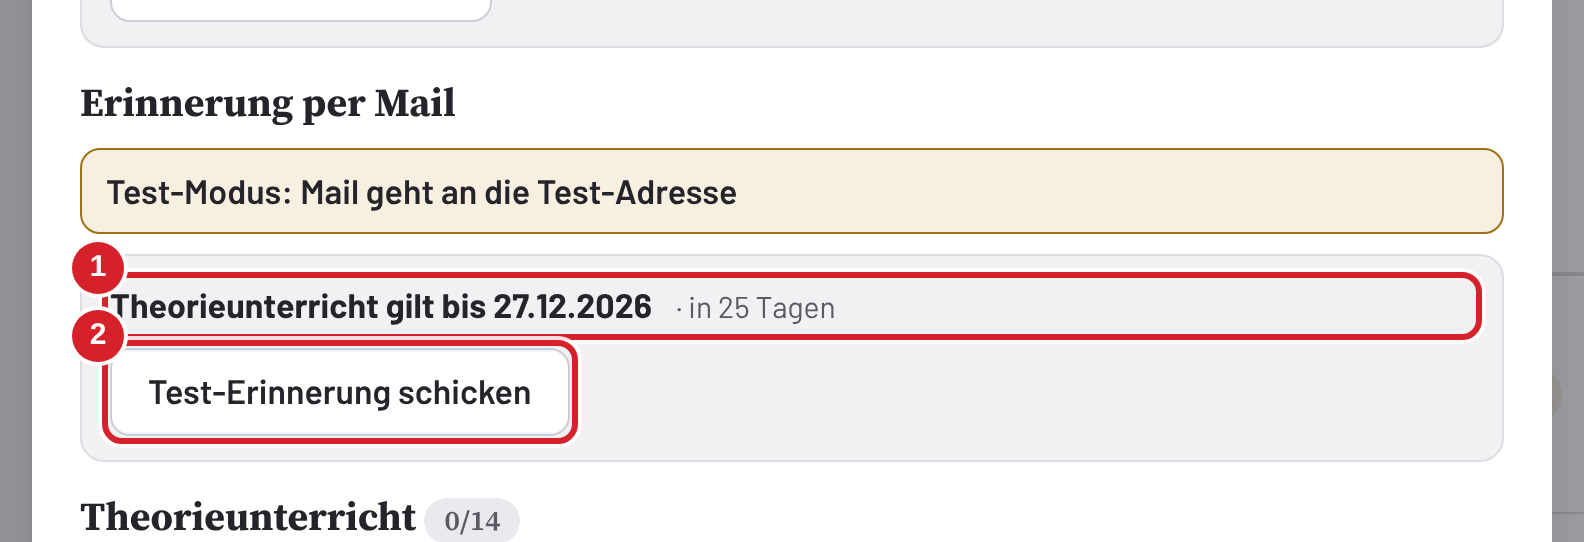 Erinnerung per Mail
Test-Modus: Mail geht an die Test-Adresse
1
Theorieunterricht gilt bis 27.12.2026 · in 25 Tagen
2
Test-Erinnerung schicken
Theorieunterricht 0/14